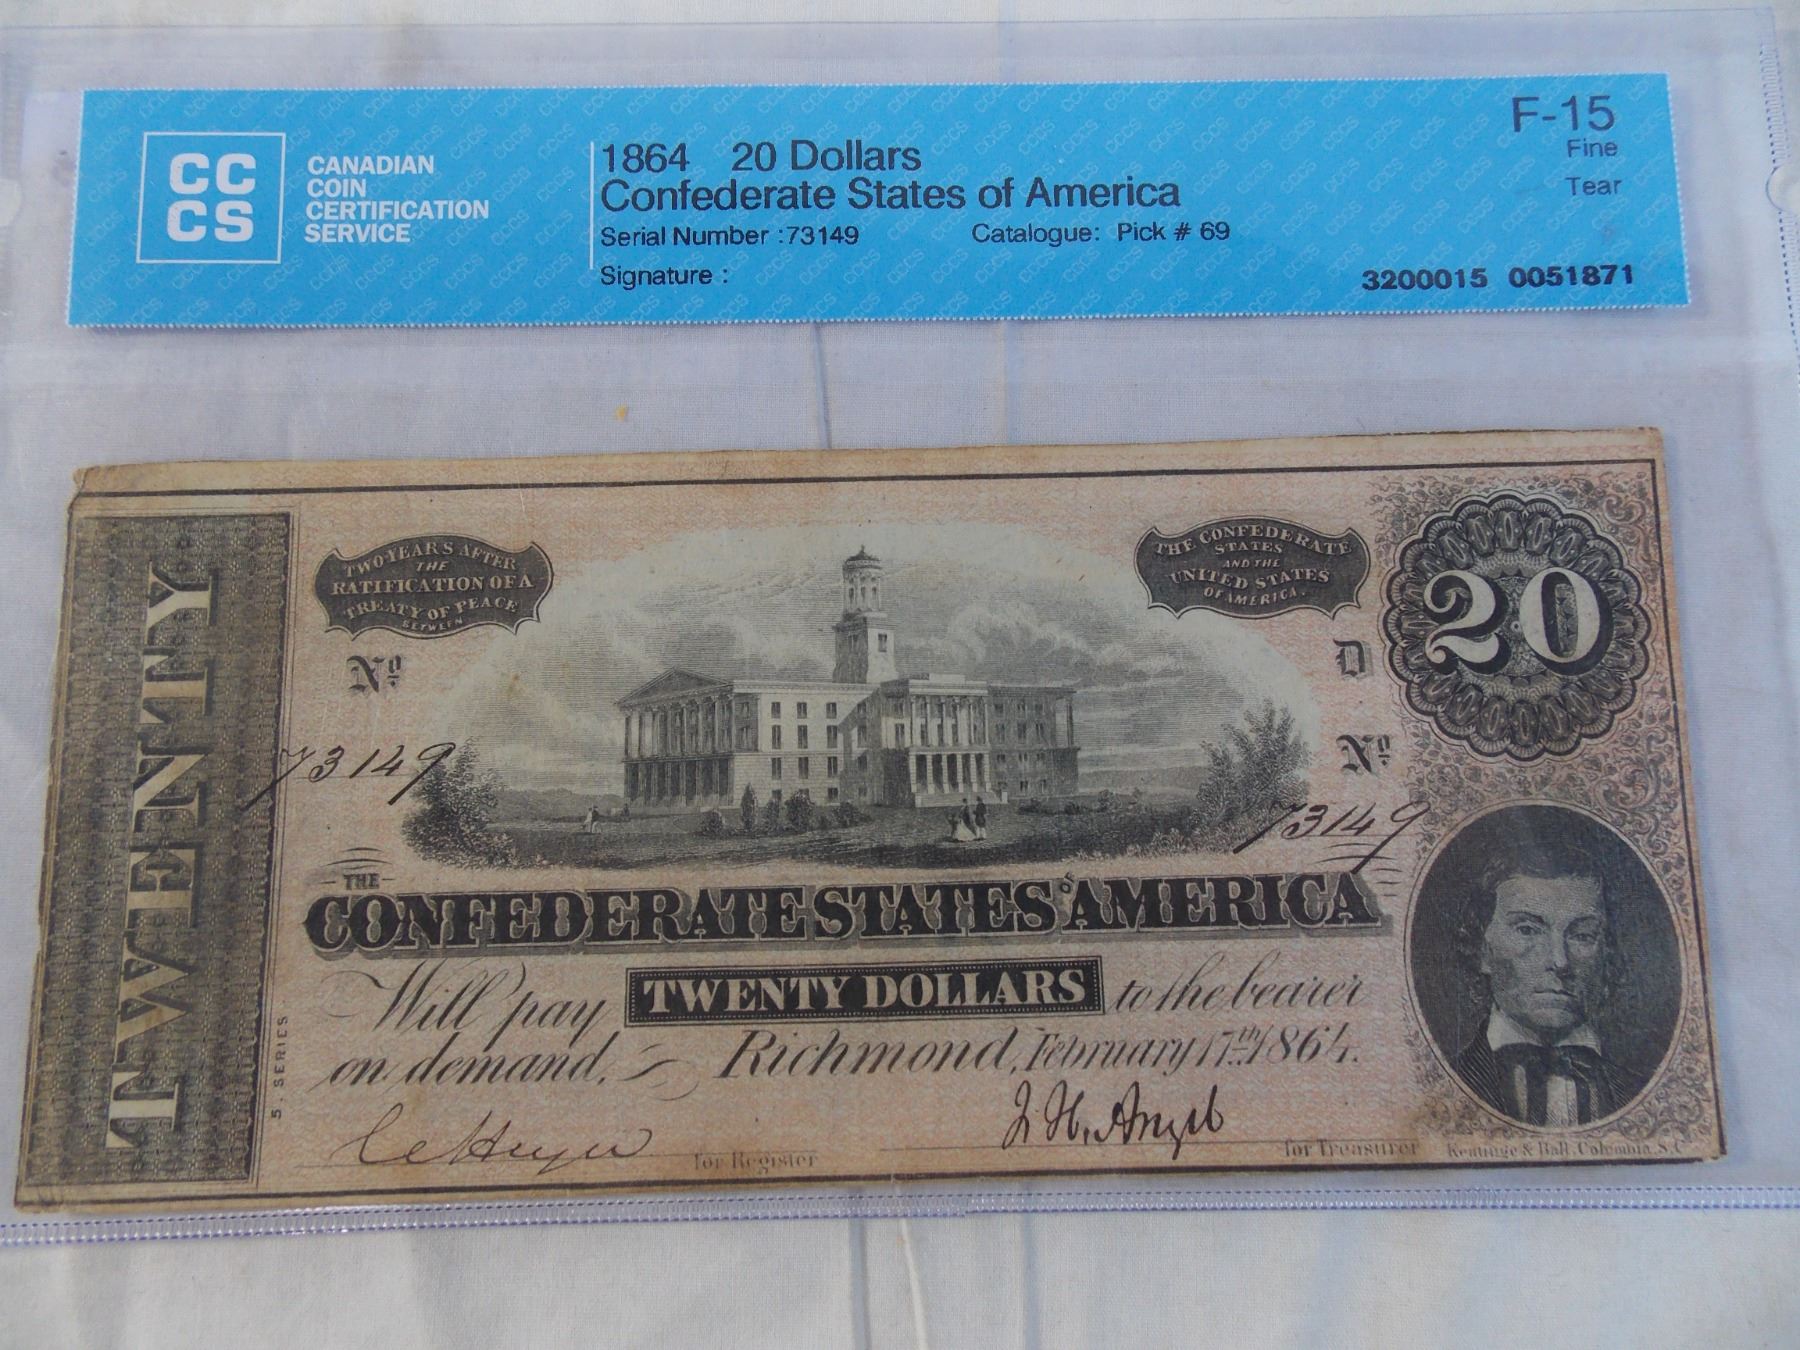 CC
CS
CANADIAN
COIN
CERTIFICATION
SERVICE
1864 20 Dollars
Confederate States of America
Serial Number :73149 Catalogue: Pick # 69
Signature :
F-15
Fine
Tear
3200015 0051871
TWENTY
TWO YEARS AFTER
THE
RATIFICATION OF A
TREATY OF PEACE
BETWEEN
THE CONFEDERATE
STATES
AND THE
UNITED STATES
OF AMERICA.
20
Nº
D
Nº
73149
73149
THE
CONFEDERATE STATES OF AMERICA
Will pay TWENTY DOLLARS to the bearer
on demand. Richmond, February 17th 1864.
5. SERIES
for Register
for Treasurer
Keatinge & Ball, Columbia, S.C.